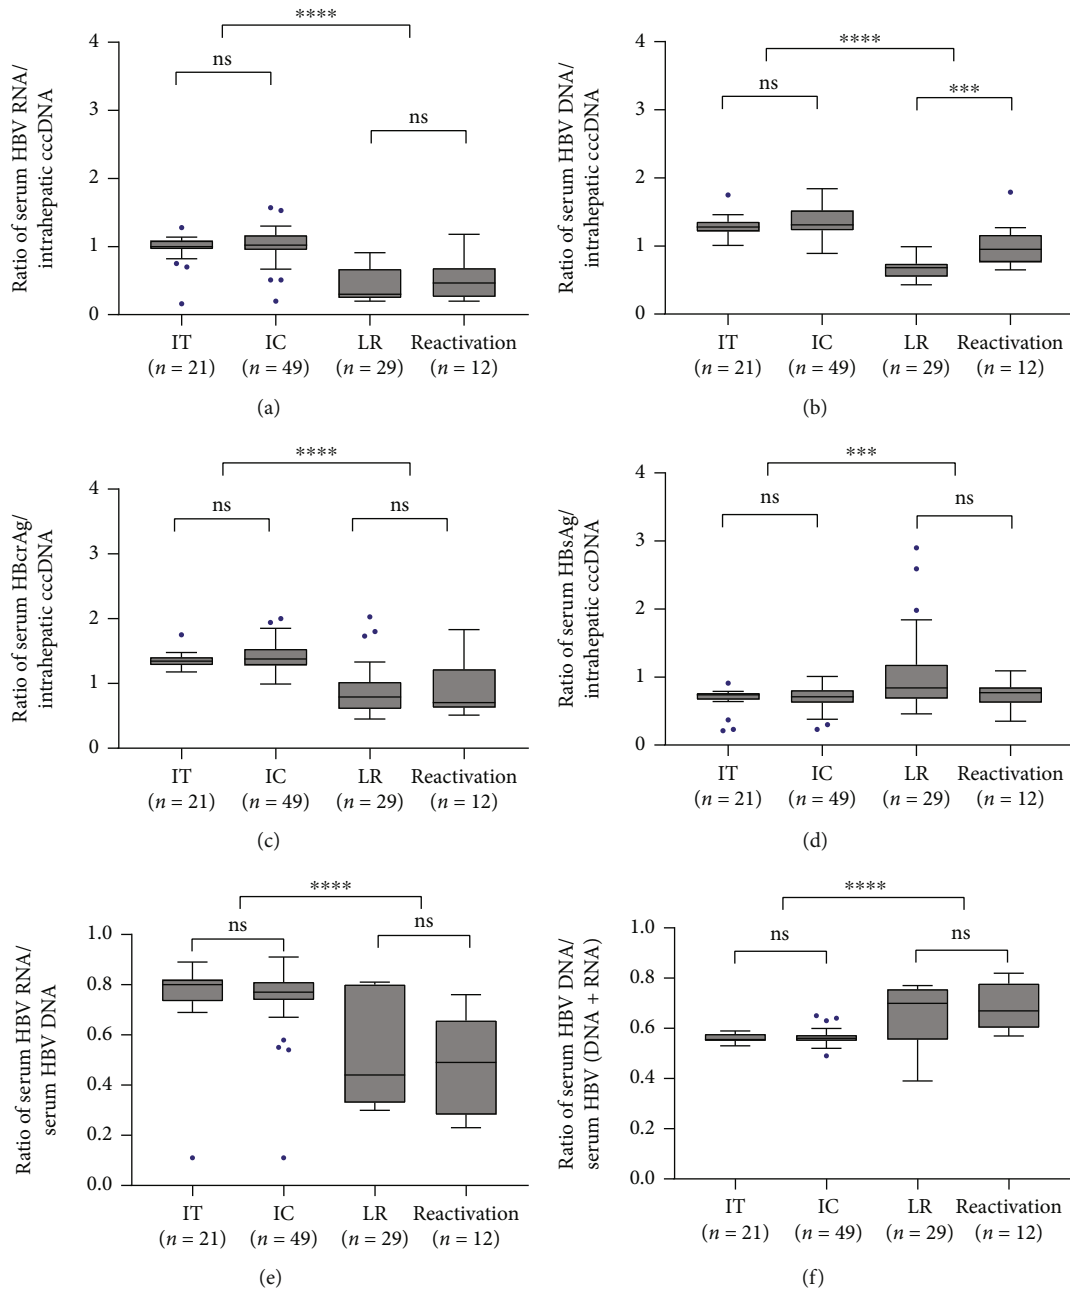 ****
ns
ns
Ratio of serum HBV RNA/
intrahepatic cccDNA
4
3
2
1
0
IT
IC
LR
Reactivation
(n = 21)
(n = 49)
(n = 29)
(n = 12)
(a)
****
ns
***
Ratio of serum HBV DNA/
intrahepatic cccDNA
4
3
2
1
0
IT
IC
LR
Reactivation
(n = 21)
(n = 49)
(n = 29)
(n = 12)
(b)
****
ns
ns
Ratio of serum HBcrAg/
intrahepatic cccDNA
4
3
2
1
0
IT
IC
LR
Reactivation
(n = 21)
(n = 49)
(n = 29)
(n = 12)
(c)
***
ns
ns
Ratio of serum HBsAg/
intrahepatic cccDNA
4
3
2
1
0
IT
IC
LR
Reactivation
(n = 21)
(n = 49)
(n = 29)
(n = 12)
(d)
****
ns
ns
Ratio of serum HBV RNA/
serum HBV DNA
1.0
0.8
0.6
0.4
0.2
0.0
IT
IC
LR
Reactivation
(n = 21)
(n = 49)
(n = 29)
(n = 12)
(e)
****
ns
ns
Ratio of serum HBV DNA/
serum HBV (DNA + RNA)
1.0
0.8
0.6
0.4
0.2
0.0
IT
IC
LR
Reactivation
(n = 21)
(n = 49)
(n = 29)
(n = 12)
(f)